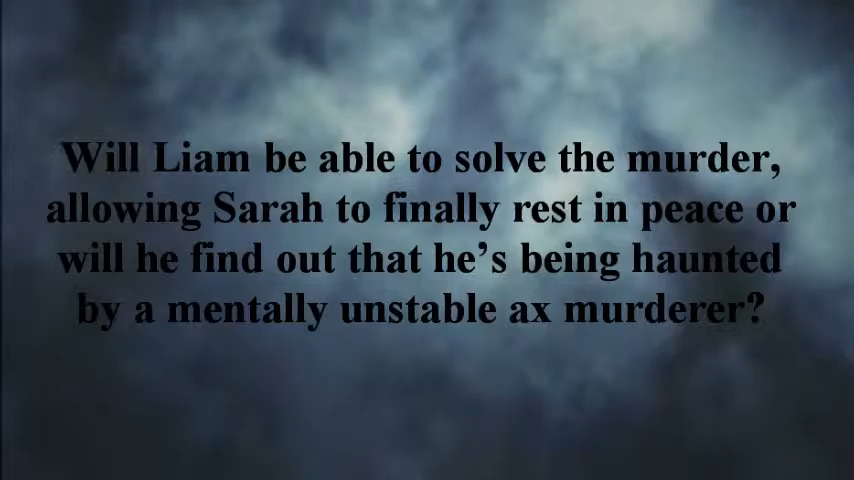 Will Liam be able to solve the murder,
allowing Sarah to finally rest in peace or
will he find out that he’s being haunted
by a mentally unstable ax murderer?